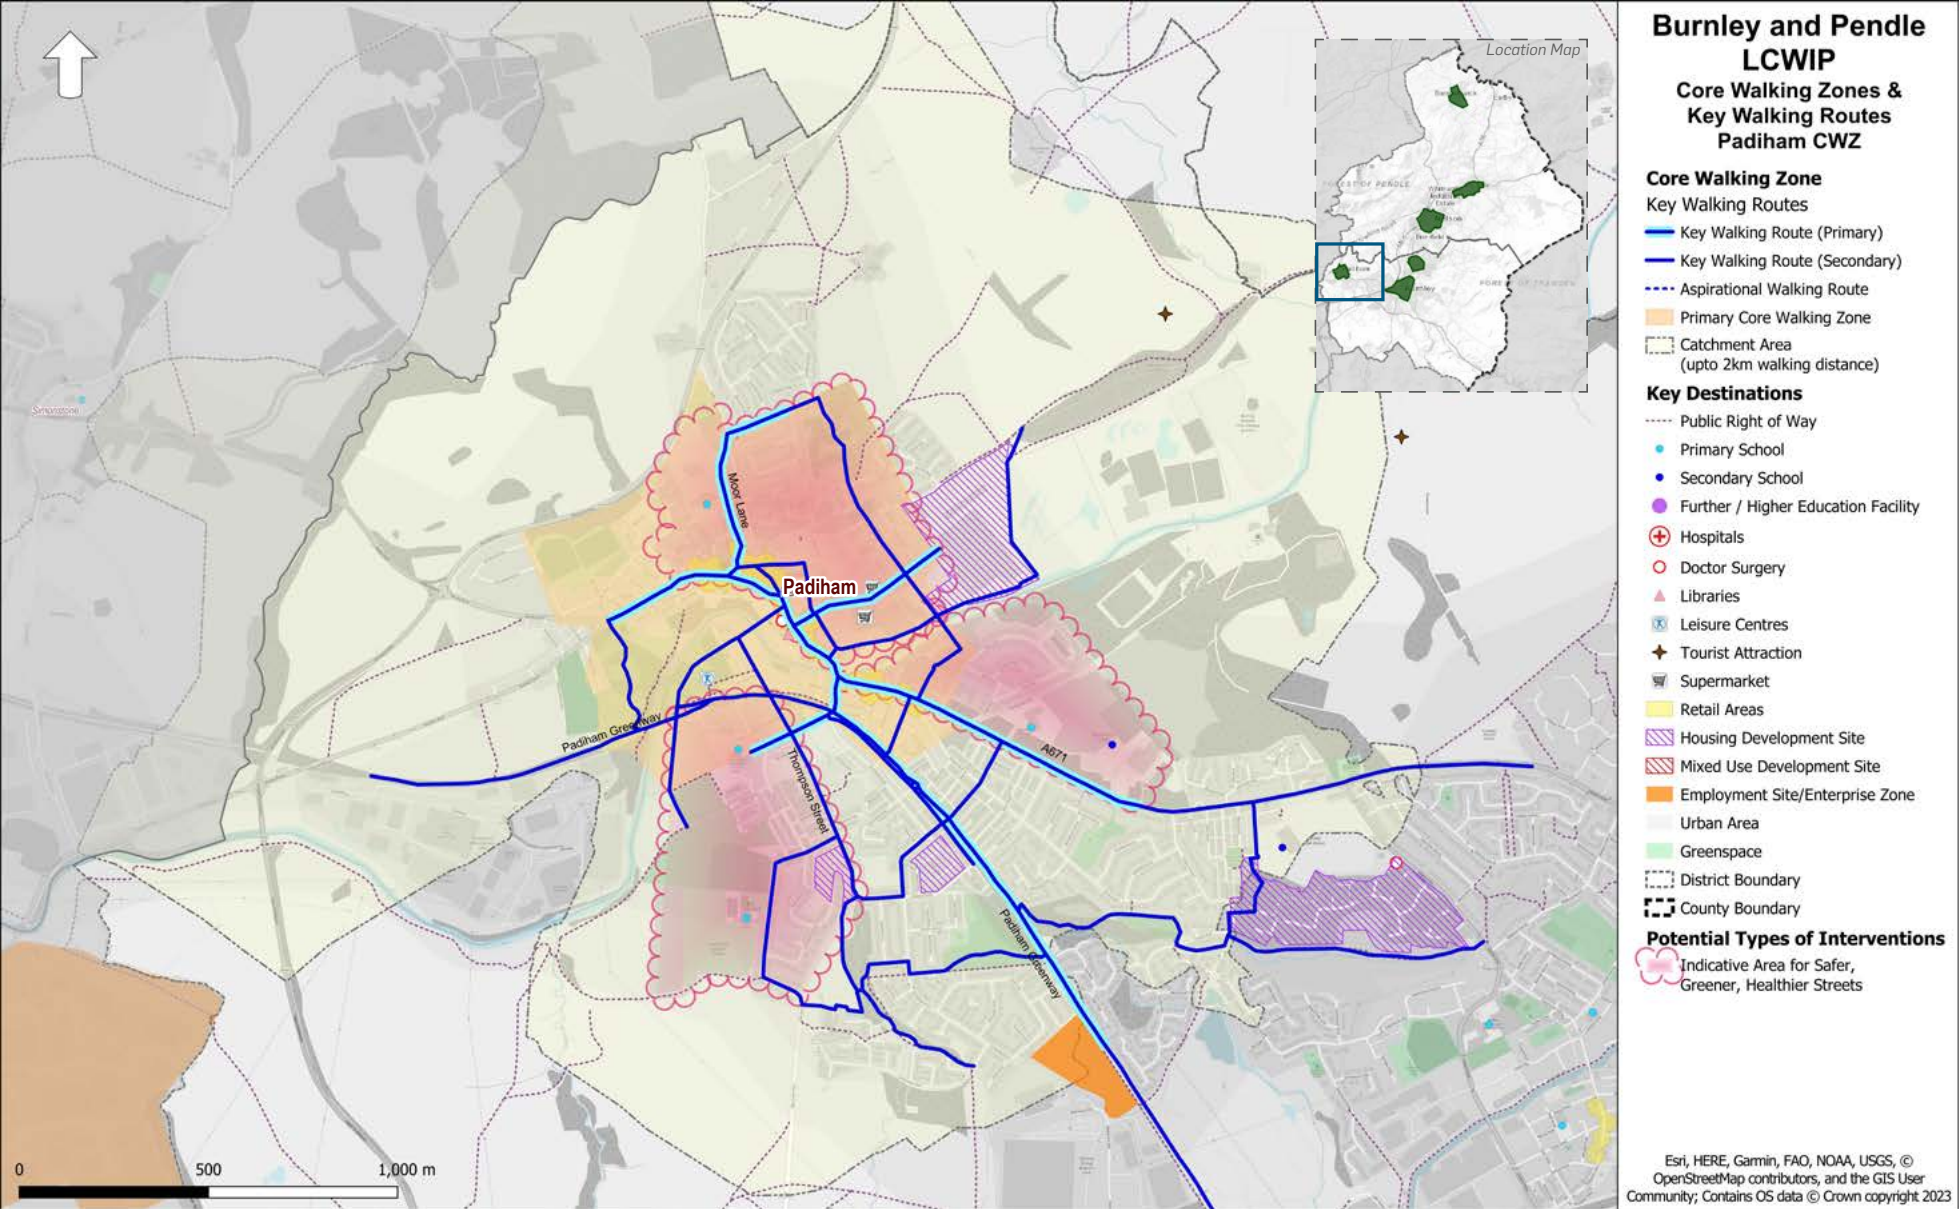 Burnley and Pendle
LCWIP
Core Walking Zones &
Key Walking Routes
Padiham CWZ
Core Walking Zone
Key Walking Routes
Key Walking Route (Primary)
Key Walking Route (Secondary)
Aspirational Walking Route
Primary Core Walking Zone
Catchment Area
(upto 2km walking distance)
Key Destinations
Public Right of Way
Primary School
Secondary School
Further / Higher Education Facility
Hospitals
Doctor Surgery
Libraries
Leisure Centres
Tourist Attraction
Supermarket
Retail Areas
Housing Development Site
Mixed Use Development Site
Employment Site/Enterprise Zone
Urban Area
Greenspace
District Boundary
County Boundary
Potential Types of Interventions
Indicative Area for Safer,
Greener, Healthier Streets
Esri, HERE, Garmin, FAO, NOAA, USGS, ©
OpenStreetMap contributors, and the GIS User
Community; Contains OS data © Crown copyright 2023
Location Map
FOREST OF PENDLE
Simonstone
Moor Lane
Padiham
Padiham Greenway
Thompson Street
A671
Padiham Greenway
0 500 1,000 m